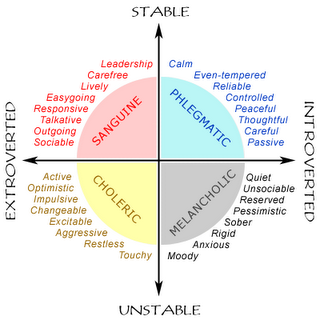 STABLE
Leadership
Carefree
Lively
Easygoing
Responsive
Talkative
Outgoing
Sociable
SANGUINE
Calm
Even-tempered
Reliable
Controlled
Peaceful
Thoughtful
Careful
Passive
PHLEGMATIC
EXTROVERTED
INTROVERTED
Active
Optimistic
Impulsive
Changeable
Excitable
Aggressive
Restless
Touchy
CHOLERIC
Quiet
Unsociable
Reserved
Pessimistic
Sober
Rigid
Anxious
Moody
MELANCHOLIC
UNSTABLE